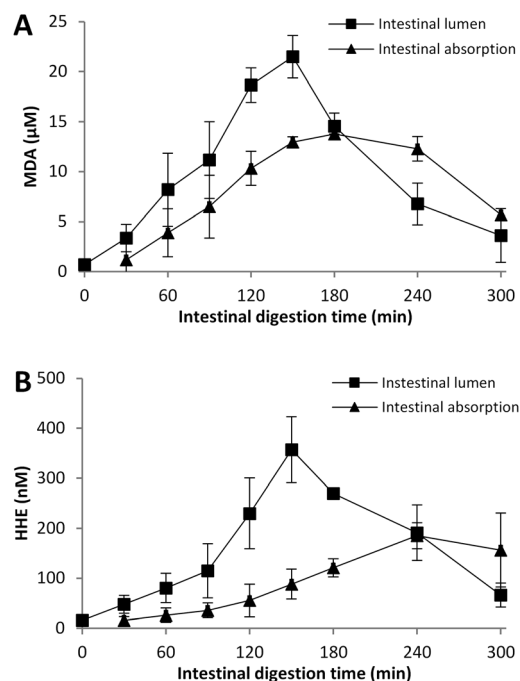 A
25
20
15
10
5
0
MDA (µM)
Intestinal lumen
Intestinal absorption
0 60 120 180 240 300
Intestinal digestion time (min)
B
500
400
300
200
100
0
HHE (nM)
Instestinal lumen
Intestinal absorption
0 60 120 180 240 300
Intestinal digestion time (min)